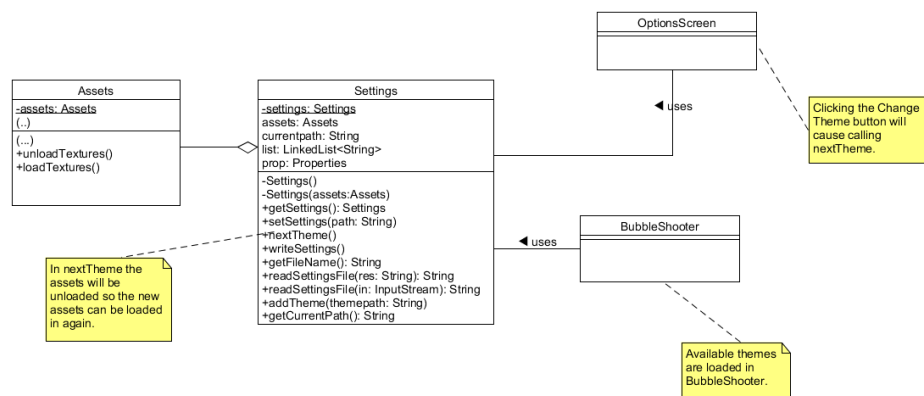 OptionsScreen
◄ uses
Clicking the Change
Theme button will
cause calling
nextTheme.
Assets
-assets: Assets
(..)
(...)
+unloadTextures()
+loadTextures()
Settings
-settings: Settings
assets: Assets
currentpath: String
list: LinkedList<String>
prop: Properties
-Settings()
-Settings(assets:Assets)
+getSettings(): Settings
+setSettings(path: String)
+nextTheme()
+writeSettings()
+getFileName(): String
+readSettingsFile(res: String): String
+readSettingsFile(in: InputStream): String
+addTheme(themepath: String)
+getCurrentPath(): String
BubbleShooter
◄ uses
In nextTheme the
assets will be
unloaded so the new
assets can be loaded
in again.
Available themes
are loaded in
BubbleShooter.